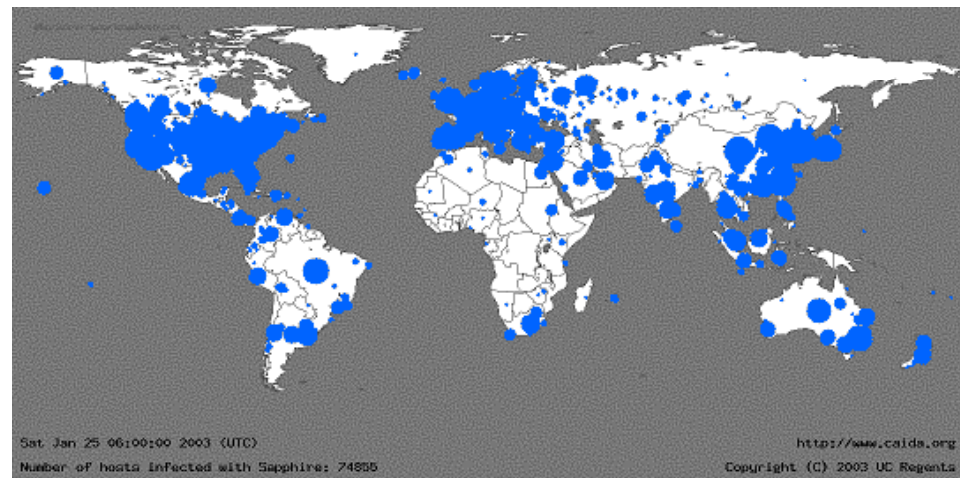 Sat Jan 25 06:00:00 2003 (UTC)
http://www.caida.org
Number of hosts infected with Sapphire: 74855
Copyright (C) 2003 UC Regents